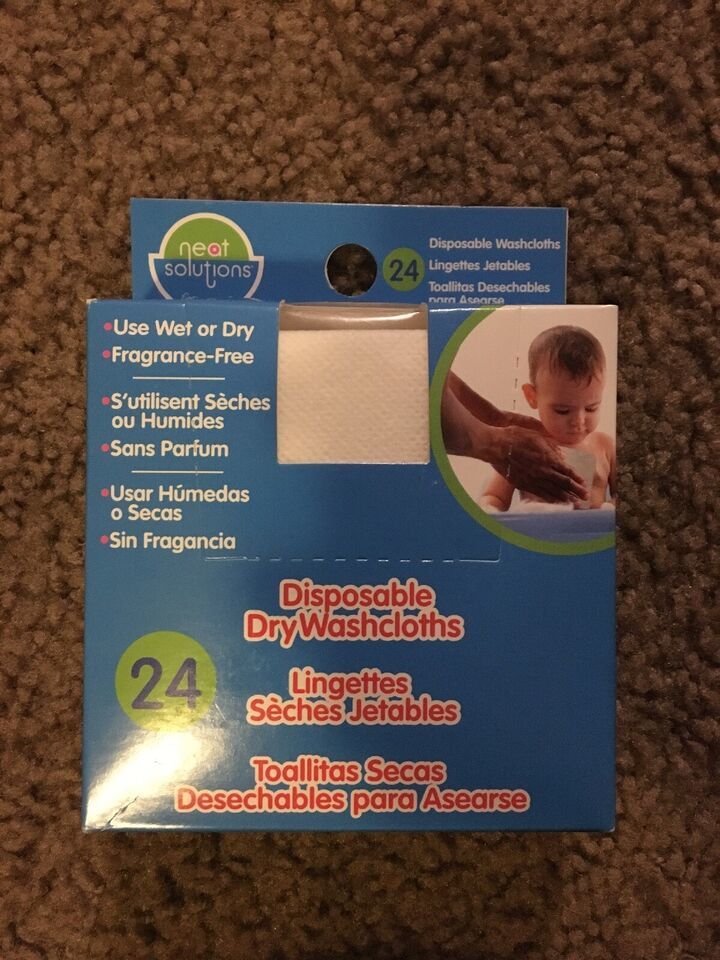 neat
solutions
24
Disposable Washcloths
Lingettes Jetables
Toallitas Desechables
para Asearse
•Use Wet or Dry
•Fragrance-Free
•S'utilisent Sèches
ou Humides
•Sans Parfum
•Usar Húmedas
o Secas
•Sin Fragancia
Disposable
Dry Washcloths
24
Lingettes
Sèches Jetables
Toallitas Secas
Desechables para Asearse